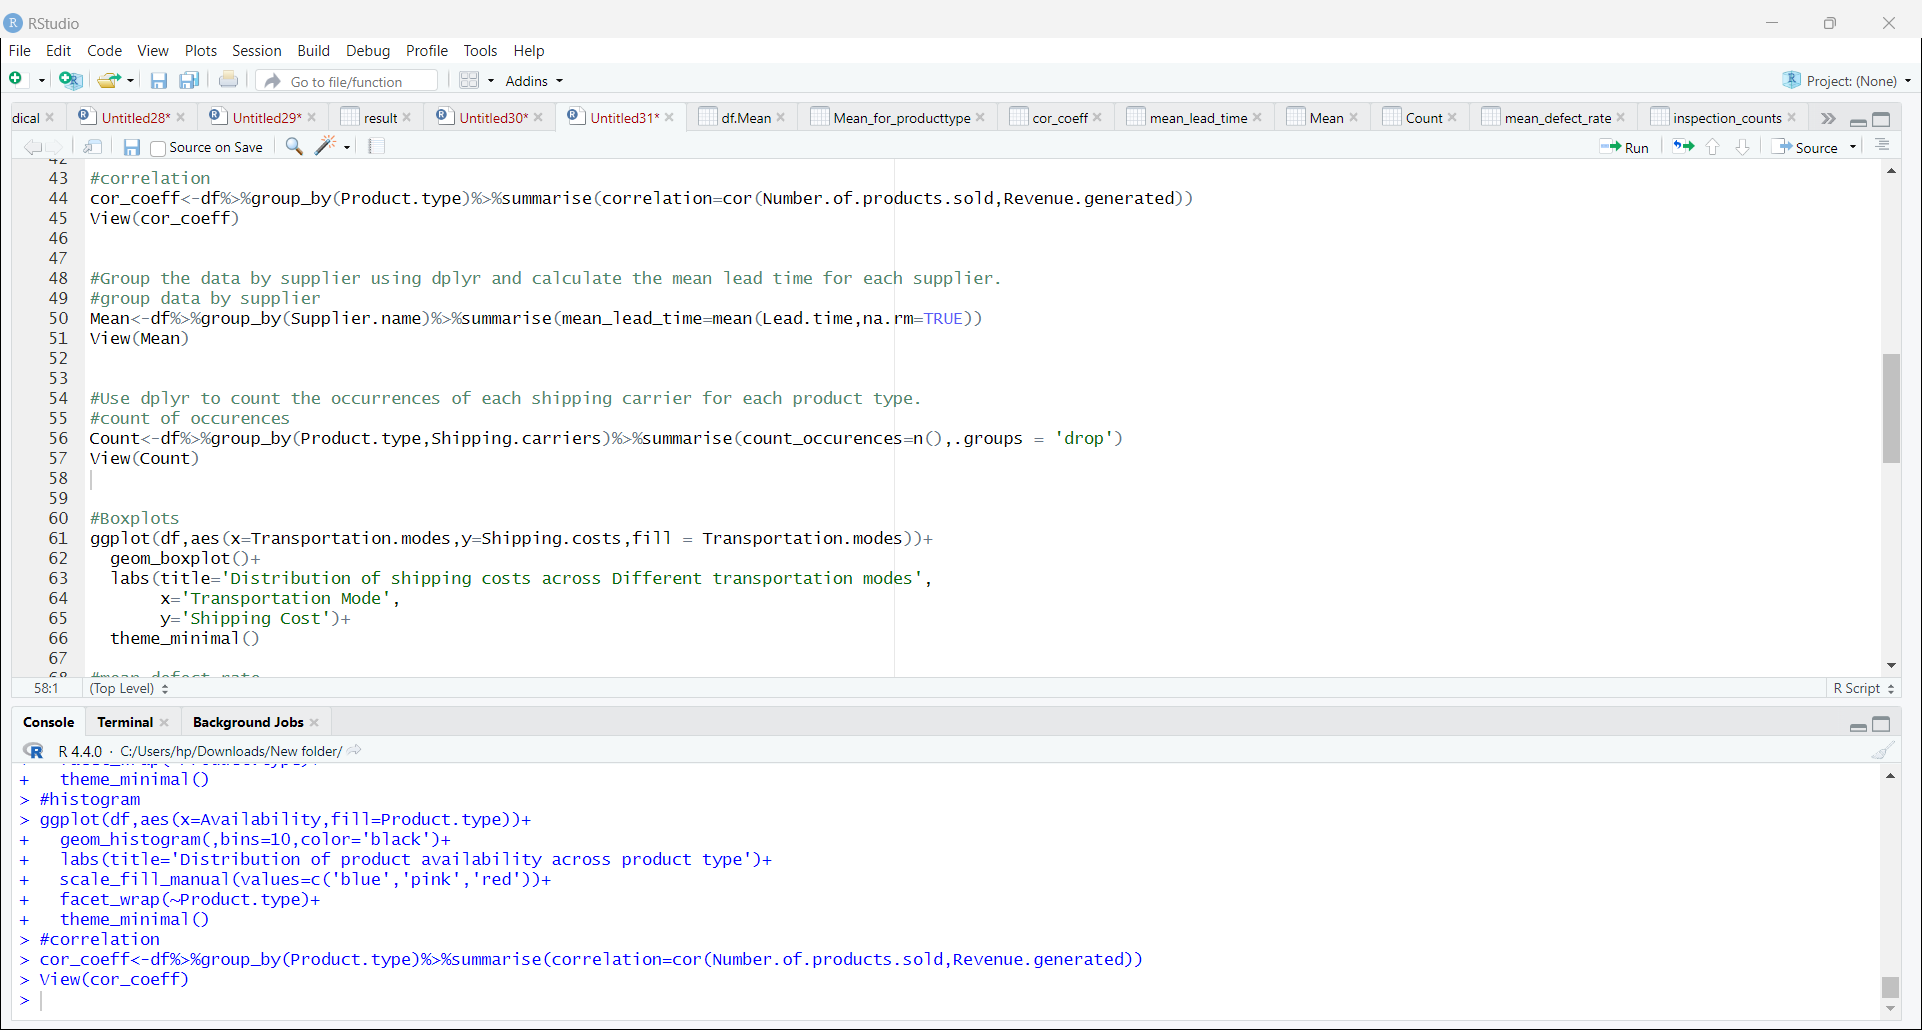 RStudio
File Edit Code View Plots Session Build Debug Profile Tools Help
Go to file/function Addins Project: (None)
dical Untitled28* Untitled29* result Untitled30* Untitled31* df.Mean Mean_for_producttype cor_coeff mean_lead_time Mean Count mean_defect_rate inspection_counts
Source on Save Run Source
42
43 #correlation
44 cor_coeff<-df%>%group_by(Product.type)%>%summarise(correlation=cor(Number.of.products.sold,Revenue.generated))
45 View(cor_coeff)
46
47
48 #Group the data by supplier using dplyr and calculate the mean lead time for each supplier.
49 #group data by supplier
50 Mean<-df%>%group_by(Supplier.name)%>%summarise(mean_lead_time=mean(Lead.time,na.rm=TRUE))
51 View(Mean)
52
53
54 #Use dplyr to count the occurrences of each shipping carrier for each product type.
55 #count of occurences
56 Count<-df%>%group_by(Product.type,Shipping.carriers)%>%summarise(count_occurences=n(),.groups = 'drop')
57 View(Count)
58
59
60 #Boxplots
61 ggplot(df,aes(x=Transportation.modes,y=Shipping.costs,fill = Transportation.modes))+
62 geom_boxplot()+
63 labs(title='Distribution of shipping costs across Different transportation modes',
64 x='Transportation Mode',
65 y='Shipping Cost')+
66 theme_minimal()
67
68 #mean defect rate
58:1 (Top Level) R Script
Console Terminal Background Jobs
R R 4.4.0 · C:/Users/hp/Downloads/New folder/
+ facet_wrap(~Product.type)+
+ theme_minimal()
> #histogram
> ggplot(df,aes(x=Availability,fill=Product.type))+
+ geom_histogram(,bins=10,color='black')+
+ labs(title='Distribution of product availability across product type')+
+ scale_fill_manual(values=c('blue','pink','red'))+
+ facet_wrap(~Product.type)+
+ theme_minimal()
> #correlation
> cor_coeff<-df%>%group_by(Product.type)%>%summarise(correlation=cor(Number.of.products.sold,Revenue.generated))
> View(cor_coeff)
>